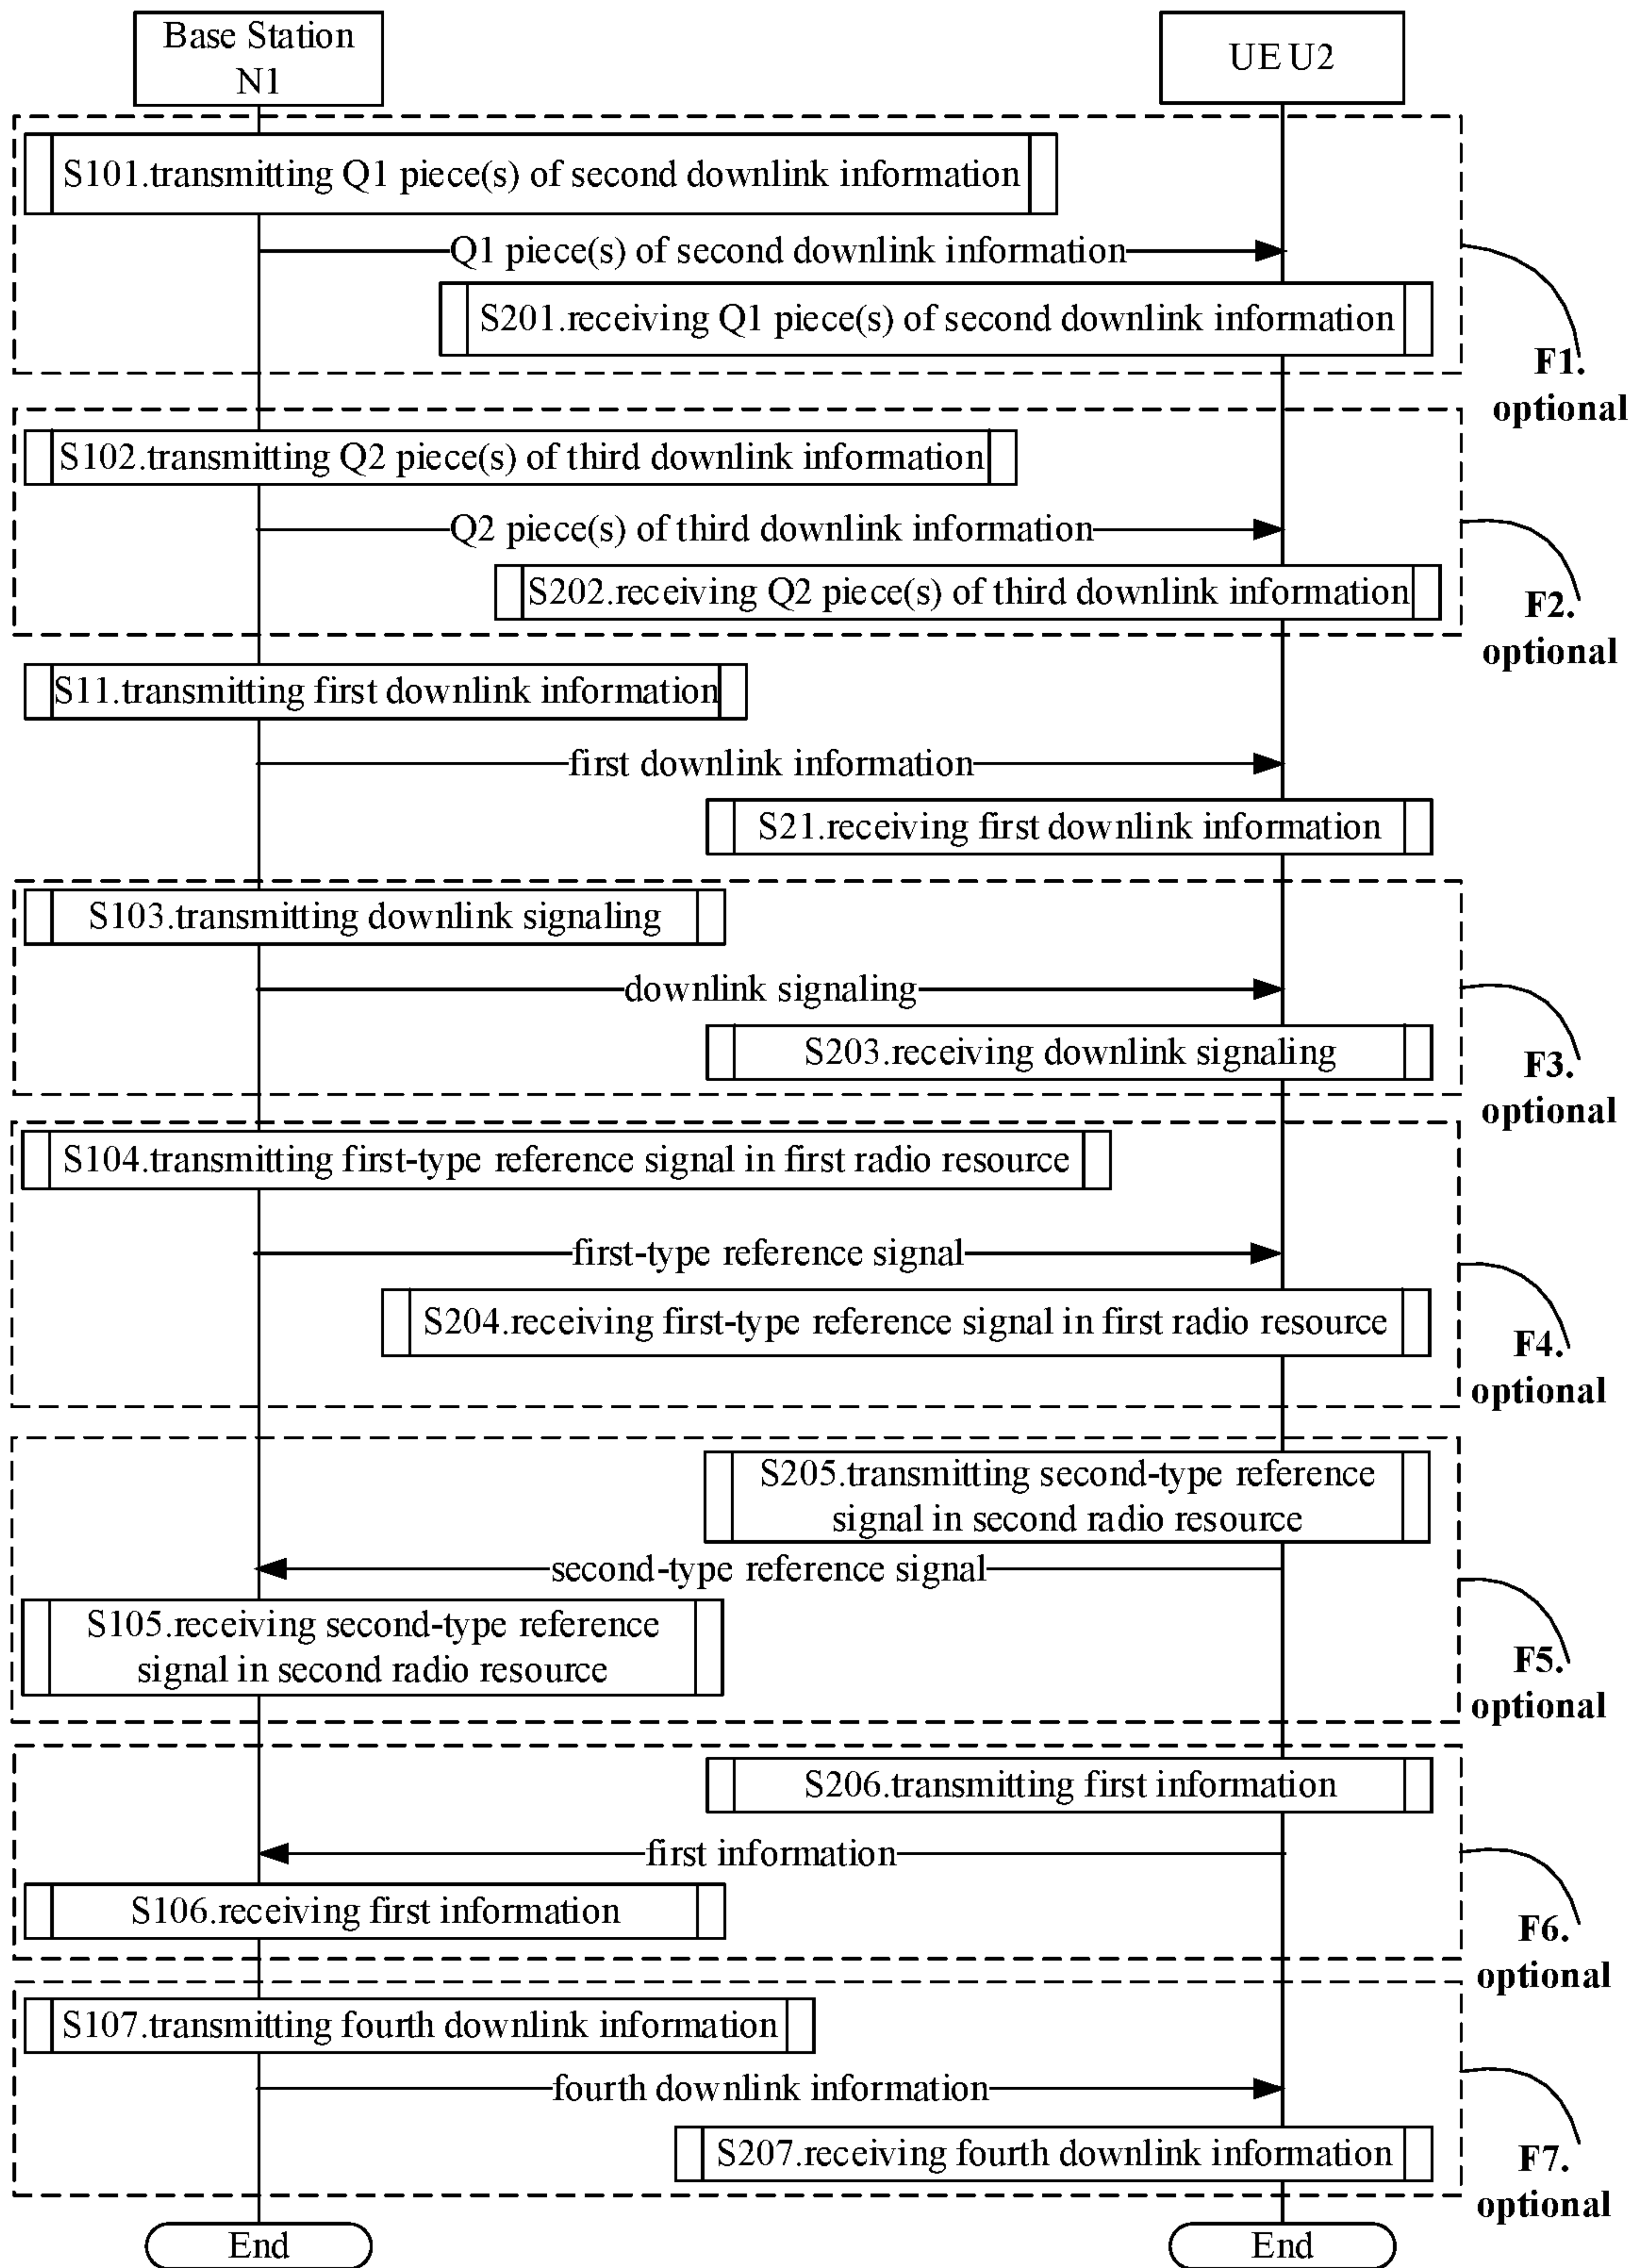 Base Station
N1
UE U2
S101.transmitting Q1 piece(s) of second downlink information
Q1 piece(s) of second downlink information
S201.receiving Q1 piece(s) of second downlink information
F1.
optional
S102.transmitting Q2 piece(s) of third downlink information
Q2 piece(s) of third downlink information
S202.receiving Q2 piece(s) of third downlink information
F2.
optional
S11.transmitting first downlink information
first downlink information
S21.receiving first downlink information
S103.transmitting downlink signaling
downlink signaling
S203.receiving downlink signaling
F3.
optional
S104.transmitting first-type reference signal in first radio resource
first-type reference signal
S204.receiving first-type reference signal in first radio resource
F4.
optional
S205.transmitting second-type reference
signal in second radio resource
second-type reference signal
S105.receiving second-type reference
signal in second radio resource
F5.
optional
S206.transmitting first information
first information
S106.receiving first information
F6.
optional
S107.transmitting fourth downlink information
fourth downlink information
S207.receiving fourth downlink information
F7.
optional
End
End